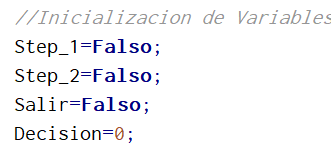 //Inicializacion de Variables
Step_1=Falso;
Step_2=Falso;
Salir=Falso;
Decision=0;